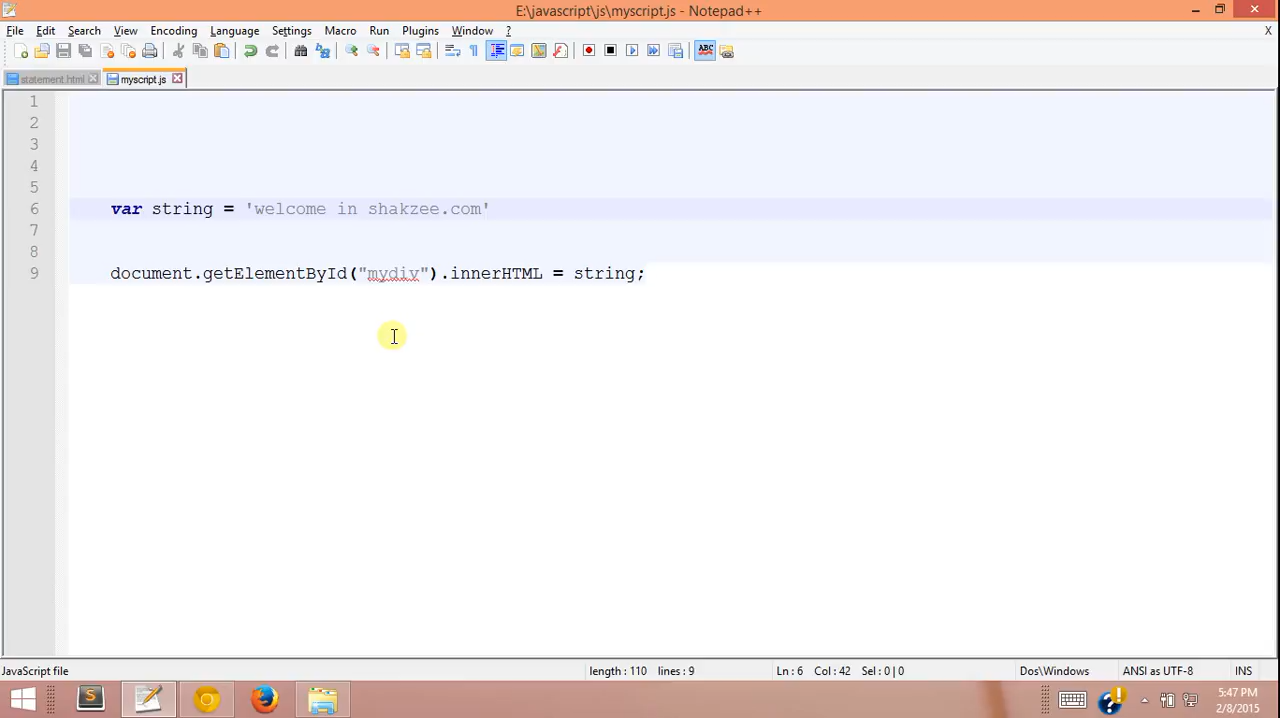 E:\javascript\js\myscript.js - Notepad++
File Edit Search View Encoding Language Settings Macro Run Plugins Window ? X
ABC
statement.html myscript.js
1
2
3
4
5
6 var string = 'welcome in shakzee.com'
7
8
9 document.getElementById("mydiv").innerHTML = string;
JavaScript file length : 110 lines : 9 Ln : 6 Col : 42 Sel : 0 | 0 Dos\Windows ANSI as UTF-8 INS
5:47 PM
2/8/2015